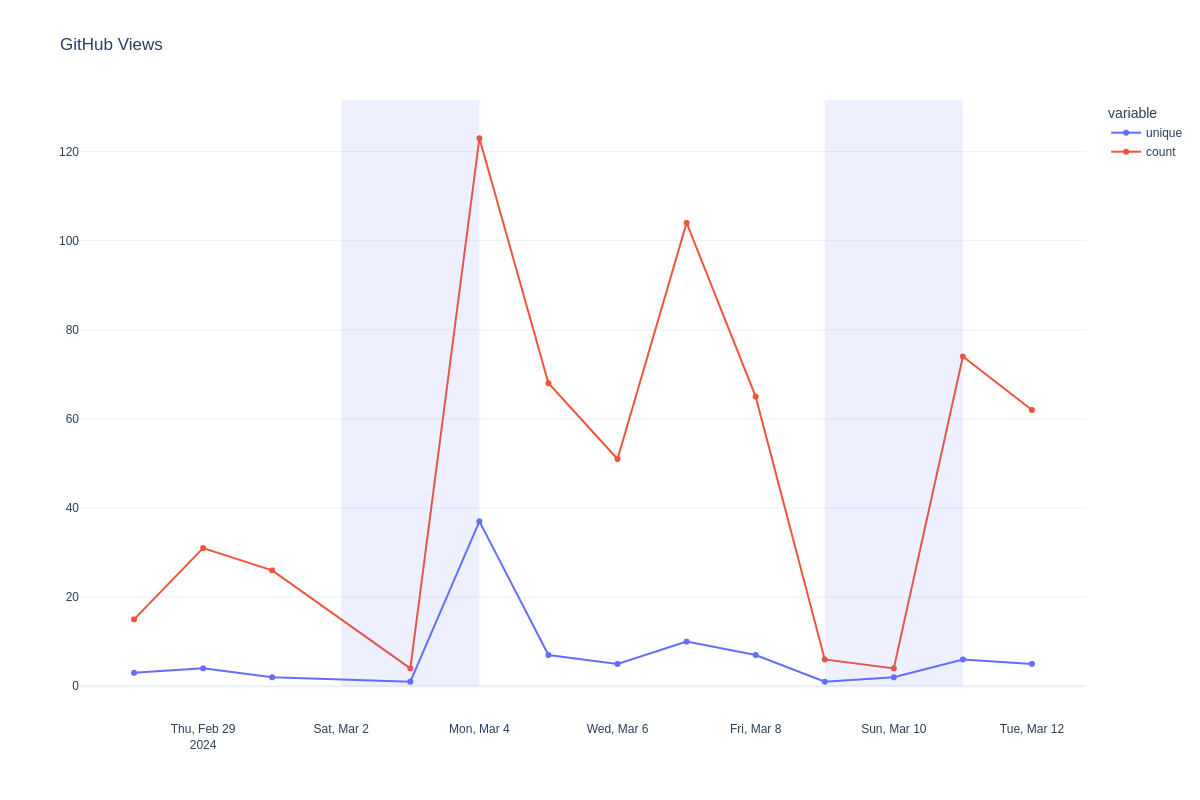 GitHub Views
variable
unique
count
120
100
80
60
40
20
0
Thu, Feb 29
2024
Sat, Mar 2
Mon, Mar 4
Wed, Mar 6
Fri, Mar 8
Sun, Mar 10
Tue, Mar 12